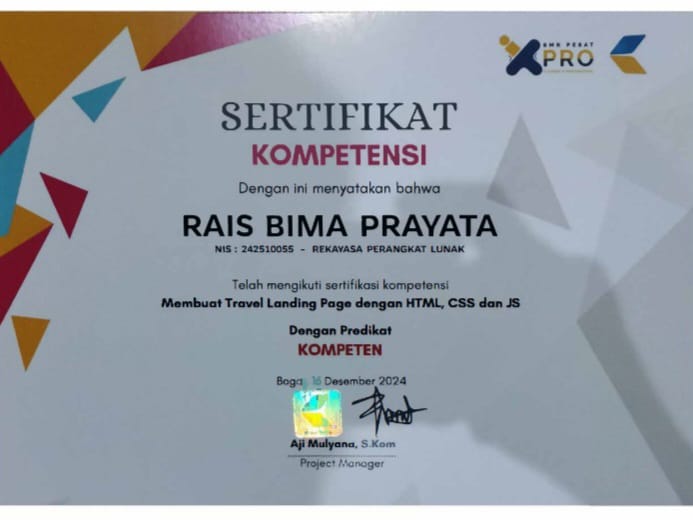 SMK PESAT
XPRO
SERTIFIKAT
KOMPETENSI
Dengan ini menyatakan bahwa
RAIS BIMA PRAYATA
NIS : 242510055 - REKAYASA PERANGKAT LUNAK
Telah mengikuti sertifikasi kompetensi
Membuat Travel Landing Page dengan HTML, CSS dan JS
Dengan Predikat
KOMPETEN
16 Desember 2024
Aji Mulyana, S.Kom
Project Manager